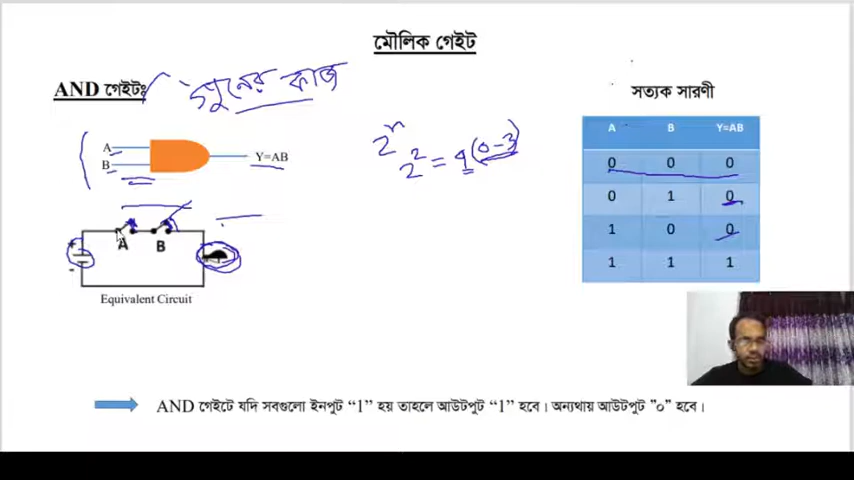 মৌলিক গেইট
AND গেইটঃ
গুনের কাজ
সত্যক সারণী
A
B
Y=AB
2ⁿ
2² = 4 (0-3)
A B Y=AB
0 0 0
0 1 0
1 0 0
1 1 1
+
-
A B
Equivalent Circuit
AND গেইটে যদি সবগুলো ইনপুট “1” হয় তাহলে আউটপুট “1” হবে। অন্যথায় আউটপুট "০" হবে।